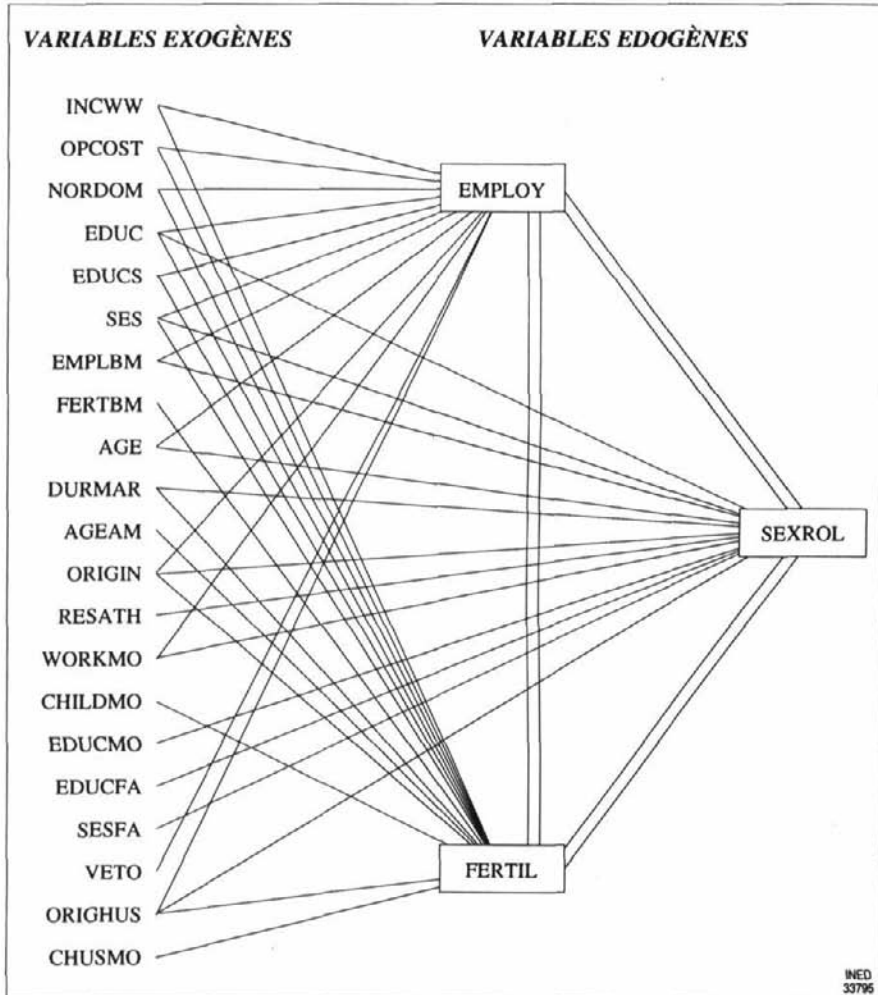 VARIABLES EXOGÈNES
VARIABLES EDOGÈNES
INCWW
OPCOST
NORDOM
EDUC
EDUCS
SES
EMPLBM
FERTBM
AGE
DURMAR
AGEAM
ORIGIN
RESATH
WORKMO
CHILDMO
EDUCMO
EDUCFA
SESFA
VETO
ORIGHUS
CHUSMO
EMPLOY
SEXROL
FERTIL
INED
33795